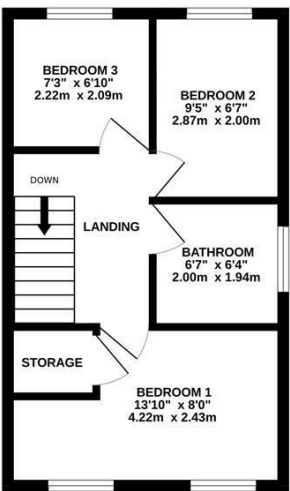 BEDROOM 3
7'3" x 6'10"
2.22m x 2.09m
BEDROOM 2
9'5" x 6'7"
2.87m x 2.00m
DOWN
LANDING
BATHROOM
6'7" x 6'4"
2.00m x 1.94m
STORAGE
BEDROOM 1
13'10" x 8'0"
4.22m x 2.43m